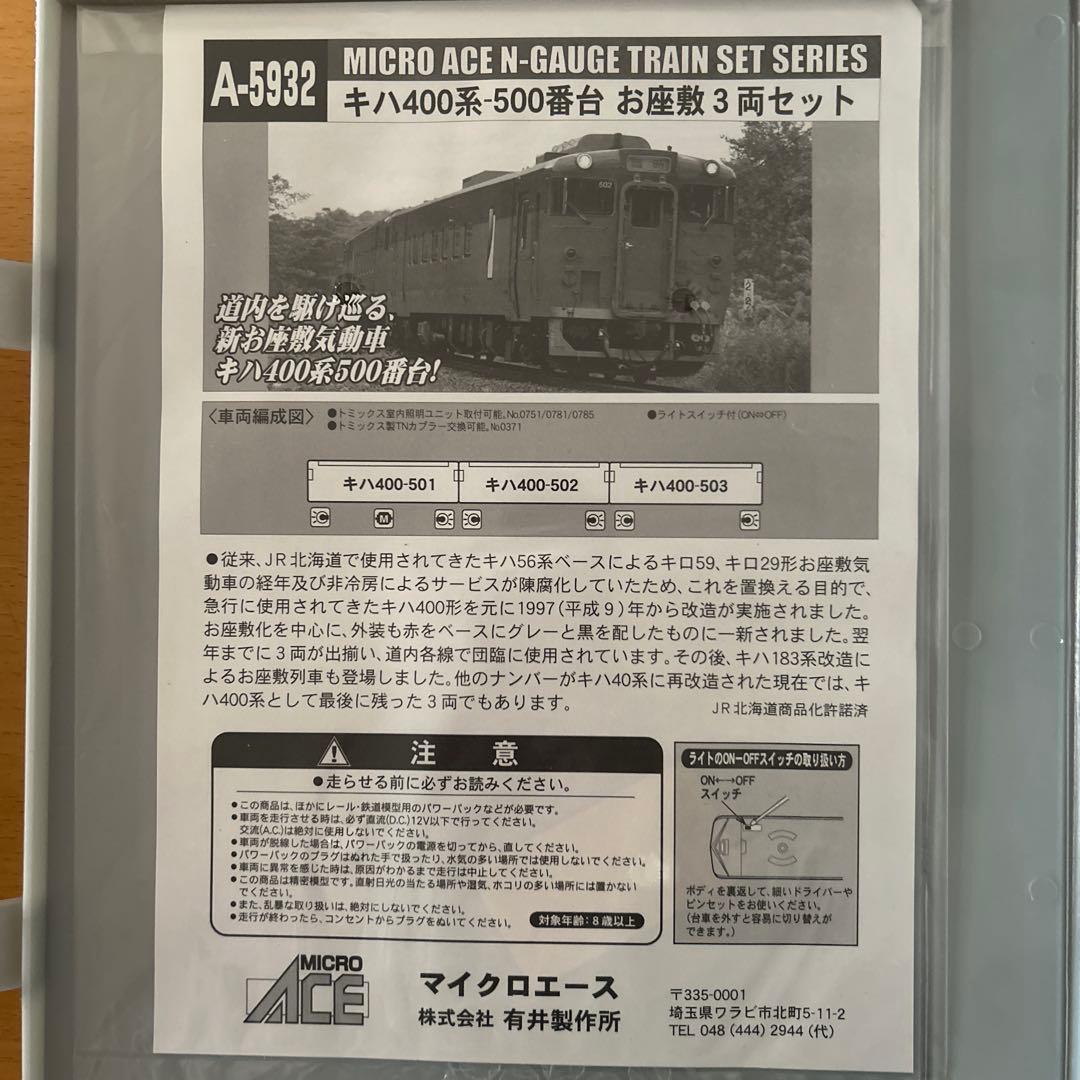 A-5932
MICRO ACE N-GAUGE TRAIN SET SERIES
キハ400系-500番台 お座敷3両セット
602
道内を駆け巡る、
新お座敷気動車
キハ400系500番台!
〈車両編成図〉
●トミックス室内照明ユニット取付可能。No.0751/0781/0785
●ライトスイッチ付(ON⇔OFF)
●トミックス製TNカプラー交換可能。No0371
キハ400-501
キハ400-502
キハ400-503
M
●従来、JR北海道で使用されてきたキハ56系ベースによるキロ59、キロ29形お座敷気
動車の経年及び非冷房によるサービスが陳腐化していたため、これを置換える目的で、
急行に使用されてきたキハ400形を元に1997(平成9)年から改造が実施されました。
お座敷化を中心に、外装も赤をベースにグレーと黒を配したものに一新されました。翌
年までに3両が出揃い、道内各線で団臨に使用されています。その後、キハ183系改造に
よるお座敷列車も登場しました。他のナンバーがキハ40系に再改造された現在では、キ
ハ400系として最後に残った3両でもあります。
JR北海道商品化許諾済
注 意
●走らせる前に必ずお読みください。
●この商品は、ほかにレール・鉄道模型用のパワーパックなどが必要です。
●車両を走行させる時は、必ず直流(D.C.)12V以下で行ってください。
交流(A.C.)は絶対に使用しないでください。
●車両が脱線した場合は、パワーパックの電源を切ってから、直してください。
●パワーパックのプラグはぬれた手で扱ったり、水気の多い場所では使用しないでください。
●車両に異常を感じた時は、原因がわかるまで走行は中止してください。
●この商品は精密模型です。直射日光の当たる場所や湿気、ホコリの多い場所には置かない
でください。
●また、乱暴な取り扱いは、絶対にしないでください。
●走行が終わったら、コンセントからプラグをぬいてください。
対象年齢:8歳以上
ライトのON-OFFスイッチの取り扱い方
ON⟷OFF
スイッチ
ボディを裏返して、細いドライバーや
ピンセットをお使いください。
(台車を外すと容易に切り替えが
できます。)
MICRO
ACE
マイクロエース
株式会社 有井製作所
〒335-0001
埼玉県ワラビ市北町5-11-2
TEL 048 (444) 2944 (代)